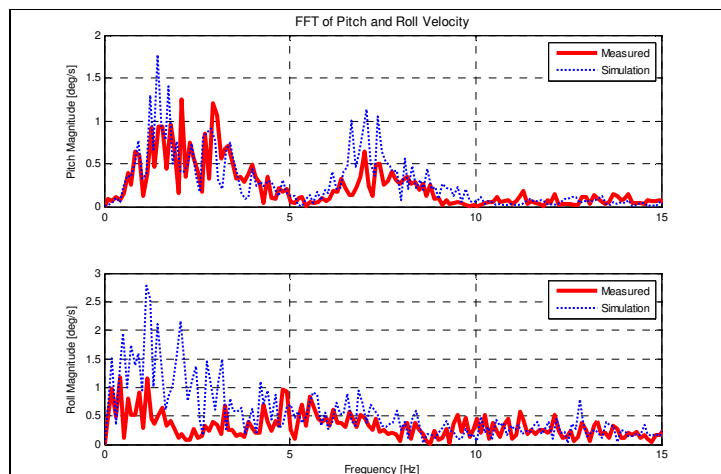 FFT of Pitch and Roll Velocity
Pitch Magnitude [deg/s]
2
1.5
1
0.5
0
0
5
10
15
Measured
Simulation
Roll Magnitude [deg/s]
3
2.5
2
1.5
1
0.5
0
0
5
10
15
Measured
Simulation
Frequency [Hz]